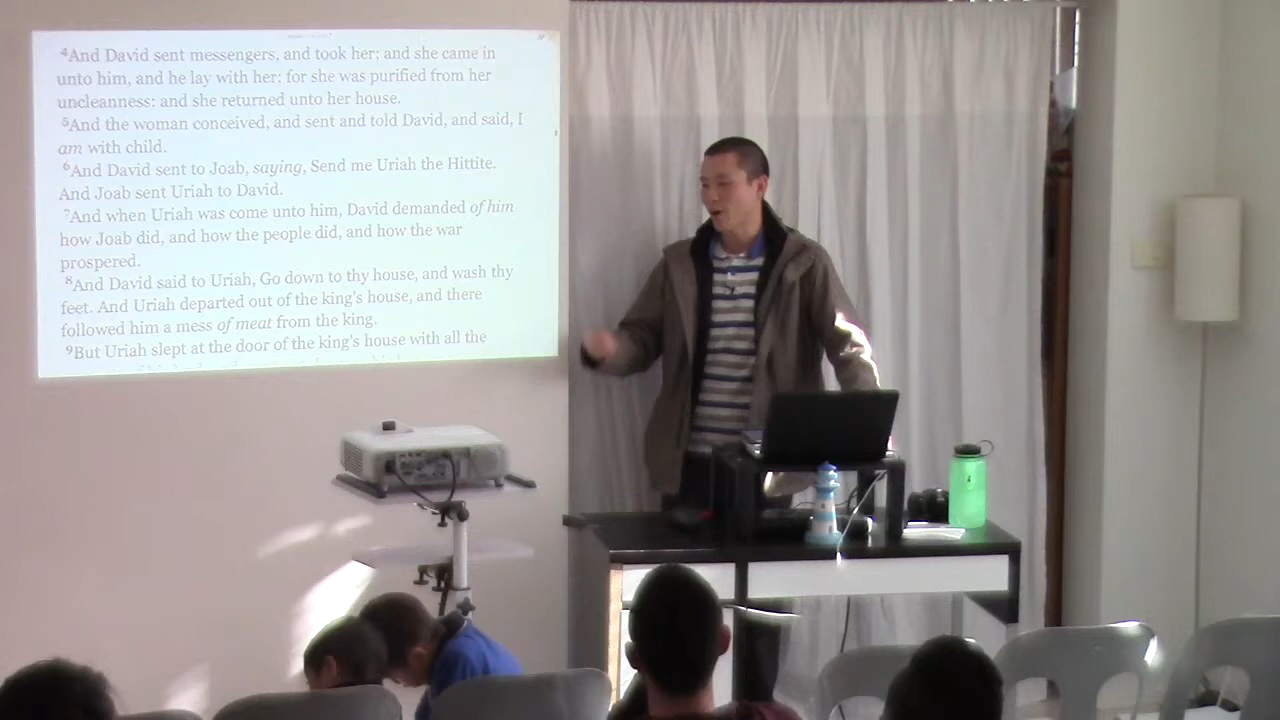 ⁴And David sent messengers, and took her; and she came in
unto him, and he lay with her; for she was purified from her
uncleanness: and she returned unto her house.
⁵And the woman conceived, and sent and told David, and said, I
am with child.
⁶And David sent to Joab, saying, Send me Uriah the Hittite.
And Joab sent Uriah to David.
⁷And when Uriah was come unto him, David demanded of him
how Joab did, and how the people did, and how the war
prospered.
⁸And David said to Uriah, Go down to thy house, and wash thy
feet. And Uriah departed out of the king's house, and there
followed him a mess of meat from the king.
⁹But Uriah slept at the door of the king's house with all the